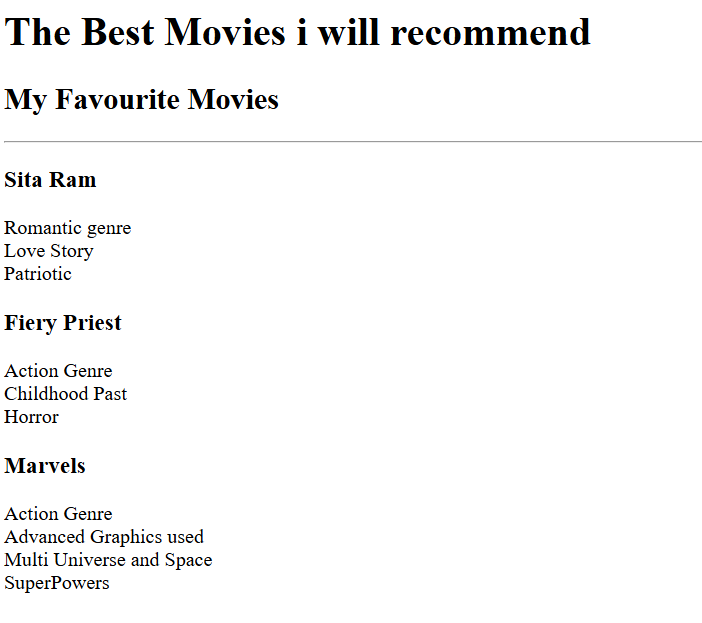 The Best Movies i will recommend
My Favourite Movies
Sita Ram
Romantic genre
Love Story
Patriotic
Fiery Priest
Action Genre
Childhood Past
Horror
Marvels
Action Genre
Advanced Graphics used
Multi Universe and Space
SuperPowers